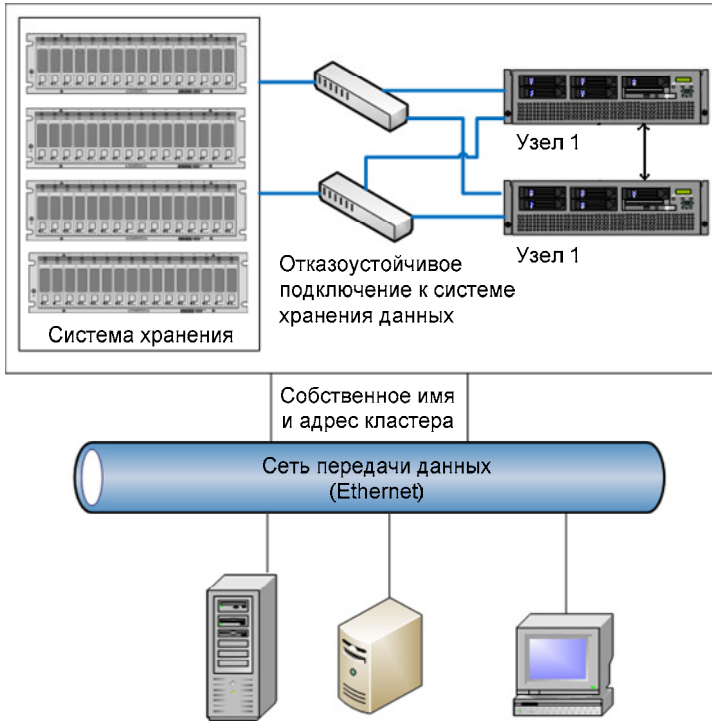 Узел 1
Узел 1
Отказоустойчивое
подключение к системе
хранения данных
Система хранения
Собственное имя
и адрес кластера
Сеть передачи данных
(Ethernet)